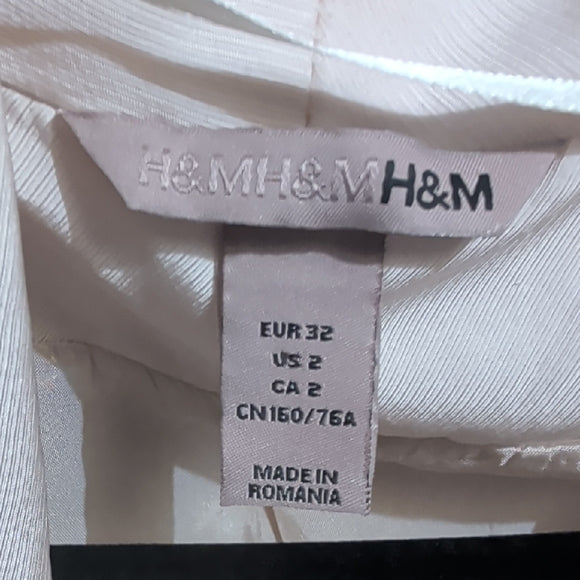 H&MH&MH&M
EUR 32
US 2
CA 2
CN160/76A
MADE IN
ROMANIA